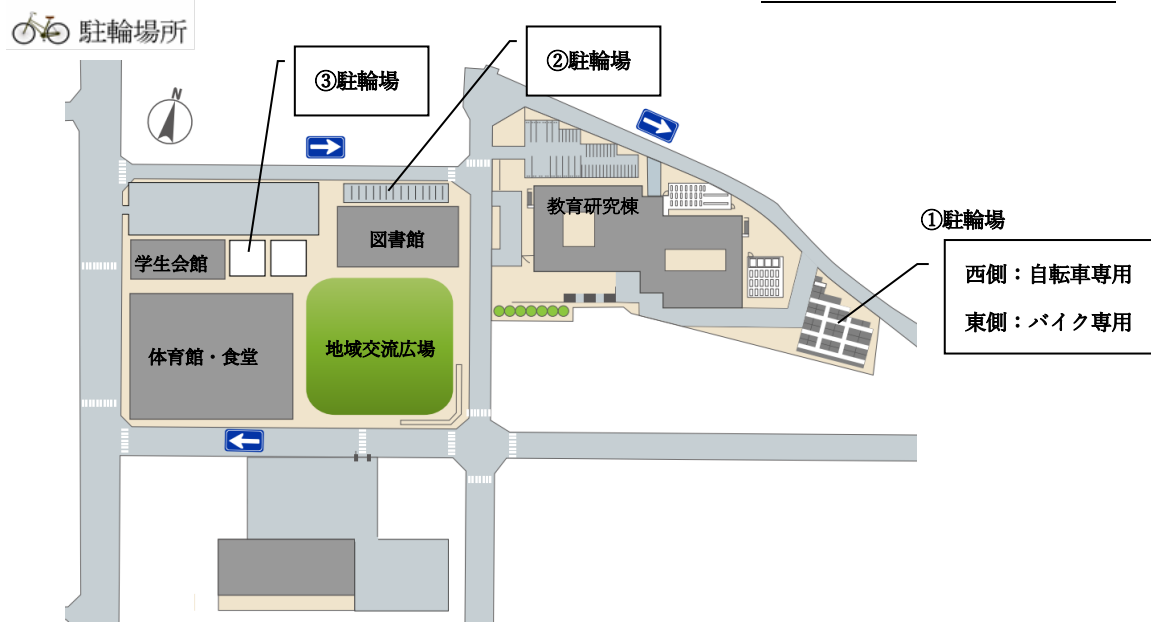 駐輪場所
N
③駐輪場
②駐輪場
教育研究棟
①駐輪場
西側：自転車専用
東側：バイク専用
図書館
学生会館
体育館・食堂
地域交流広場